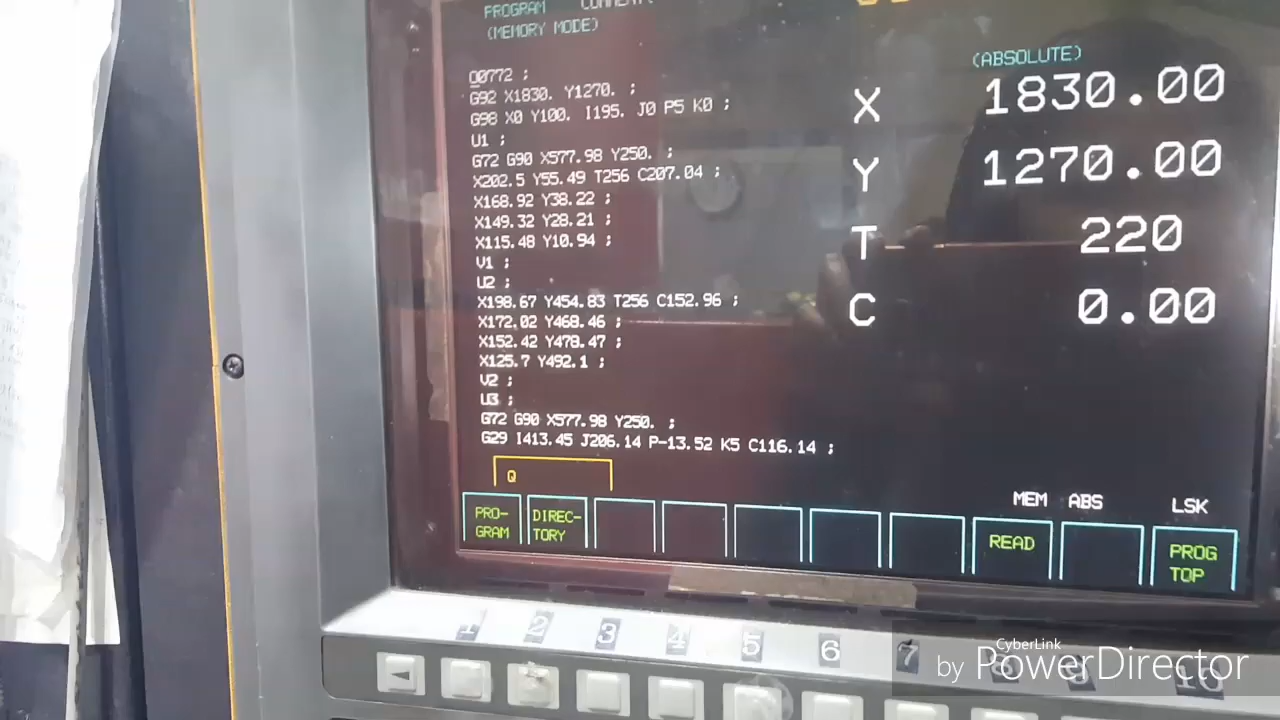 PROGRAM
(MEMORY MODE)
(ABSOLUTE)
O0772 ;
G92 X1830. Y1270. ;
G98 X0 Y100. I195. J0 P5 K0 ;
U1 ;
G72 G90 X577.98 Y250. ;
X202.5 Y55.49 T256 C207.04 ;
X168.92 Y38.22 ;
X149.32 Y28.21 ;
X115.48 Y10.94 ;
V1 ;
U2 ;
X198.67 Y454.83 T256 C152.96 ;
X172.02 Y468.46 ;
X152.42 Y478.47 ;
X125.7 Y492.1 ;
V2 ;
U3 ;
G72 G90 X577.98 Y250. ;
G29 I413.45 J206.14 P-13.52 K5 C116.14 ;
X 1830.00
Y 1270.00
T 220
C 0.00
Q
MEM ABS LSK
PRO-GRAM
DIREC-TORY
READ
PROG TOP
1 2 3 4 5 6 7 8 9 10
CyberLink
by PowerDirector